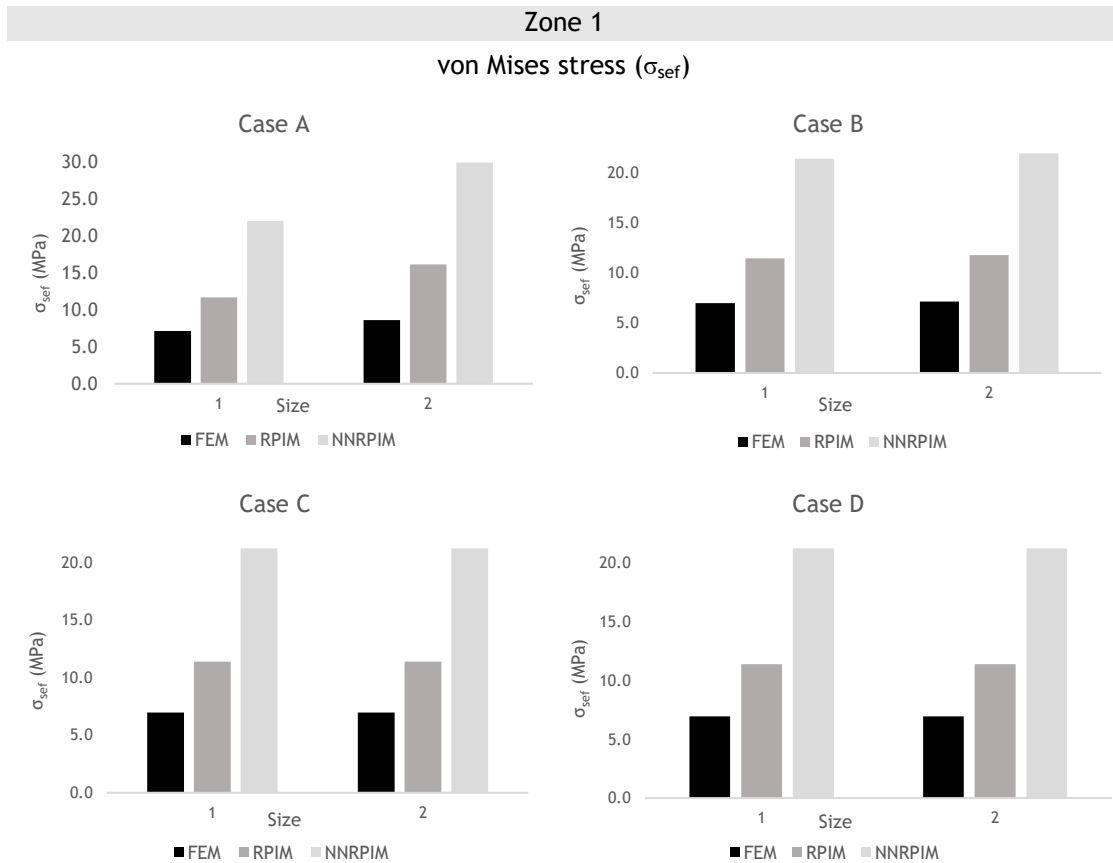 Zone 1
von Mises stress (σsef)
Case A
30.0
25.0
20.0
15.0
10.0
5.0
0.0
σsef (MPa)
1
Size
2
FEM RPIM NNRPIM
Case B
20.0
15.0
10.0
5.0
0.0
σsef (MPa)
1
Size
2
FEM RPIM NNRPIM
Case C
20.0
15.0
10.0
5.0
0.0
σsef (MPa)
1
Size
2
FEM RPIM NNRPIM
Case D
20.0
15.0
10.0
5.0
0.0
σsef (MPa)
1
Size
2
FEM RPIM NNRPIM